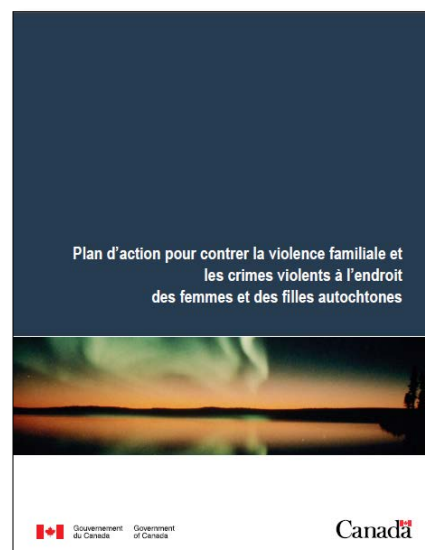 Plan d'action pour contrer la violence familiale et
les crimes violents à l'endroit
des femmes et des filles autochtones
Gouvernement du Canada
Government of Canada
Canada